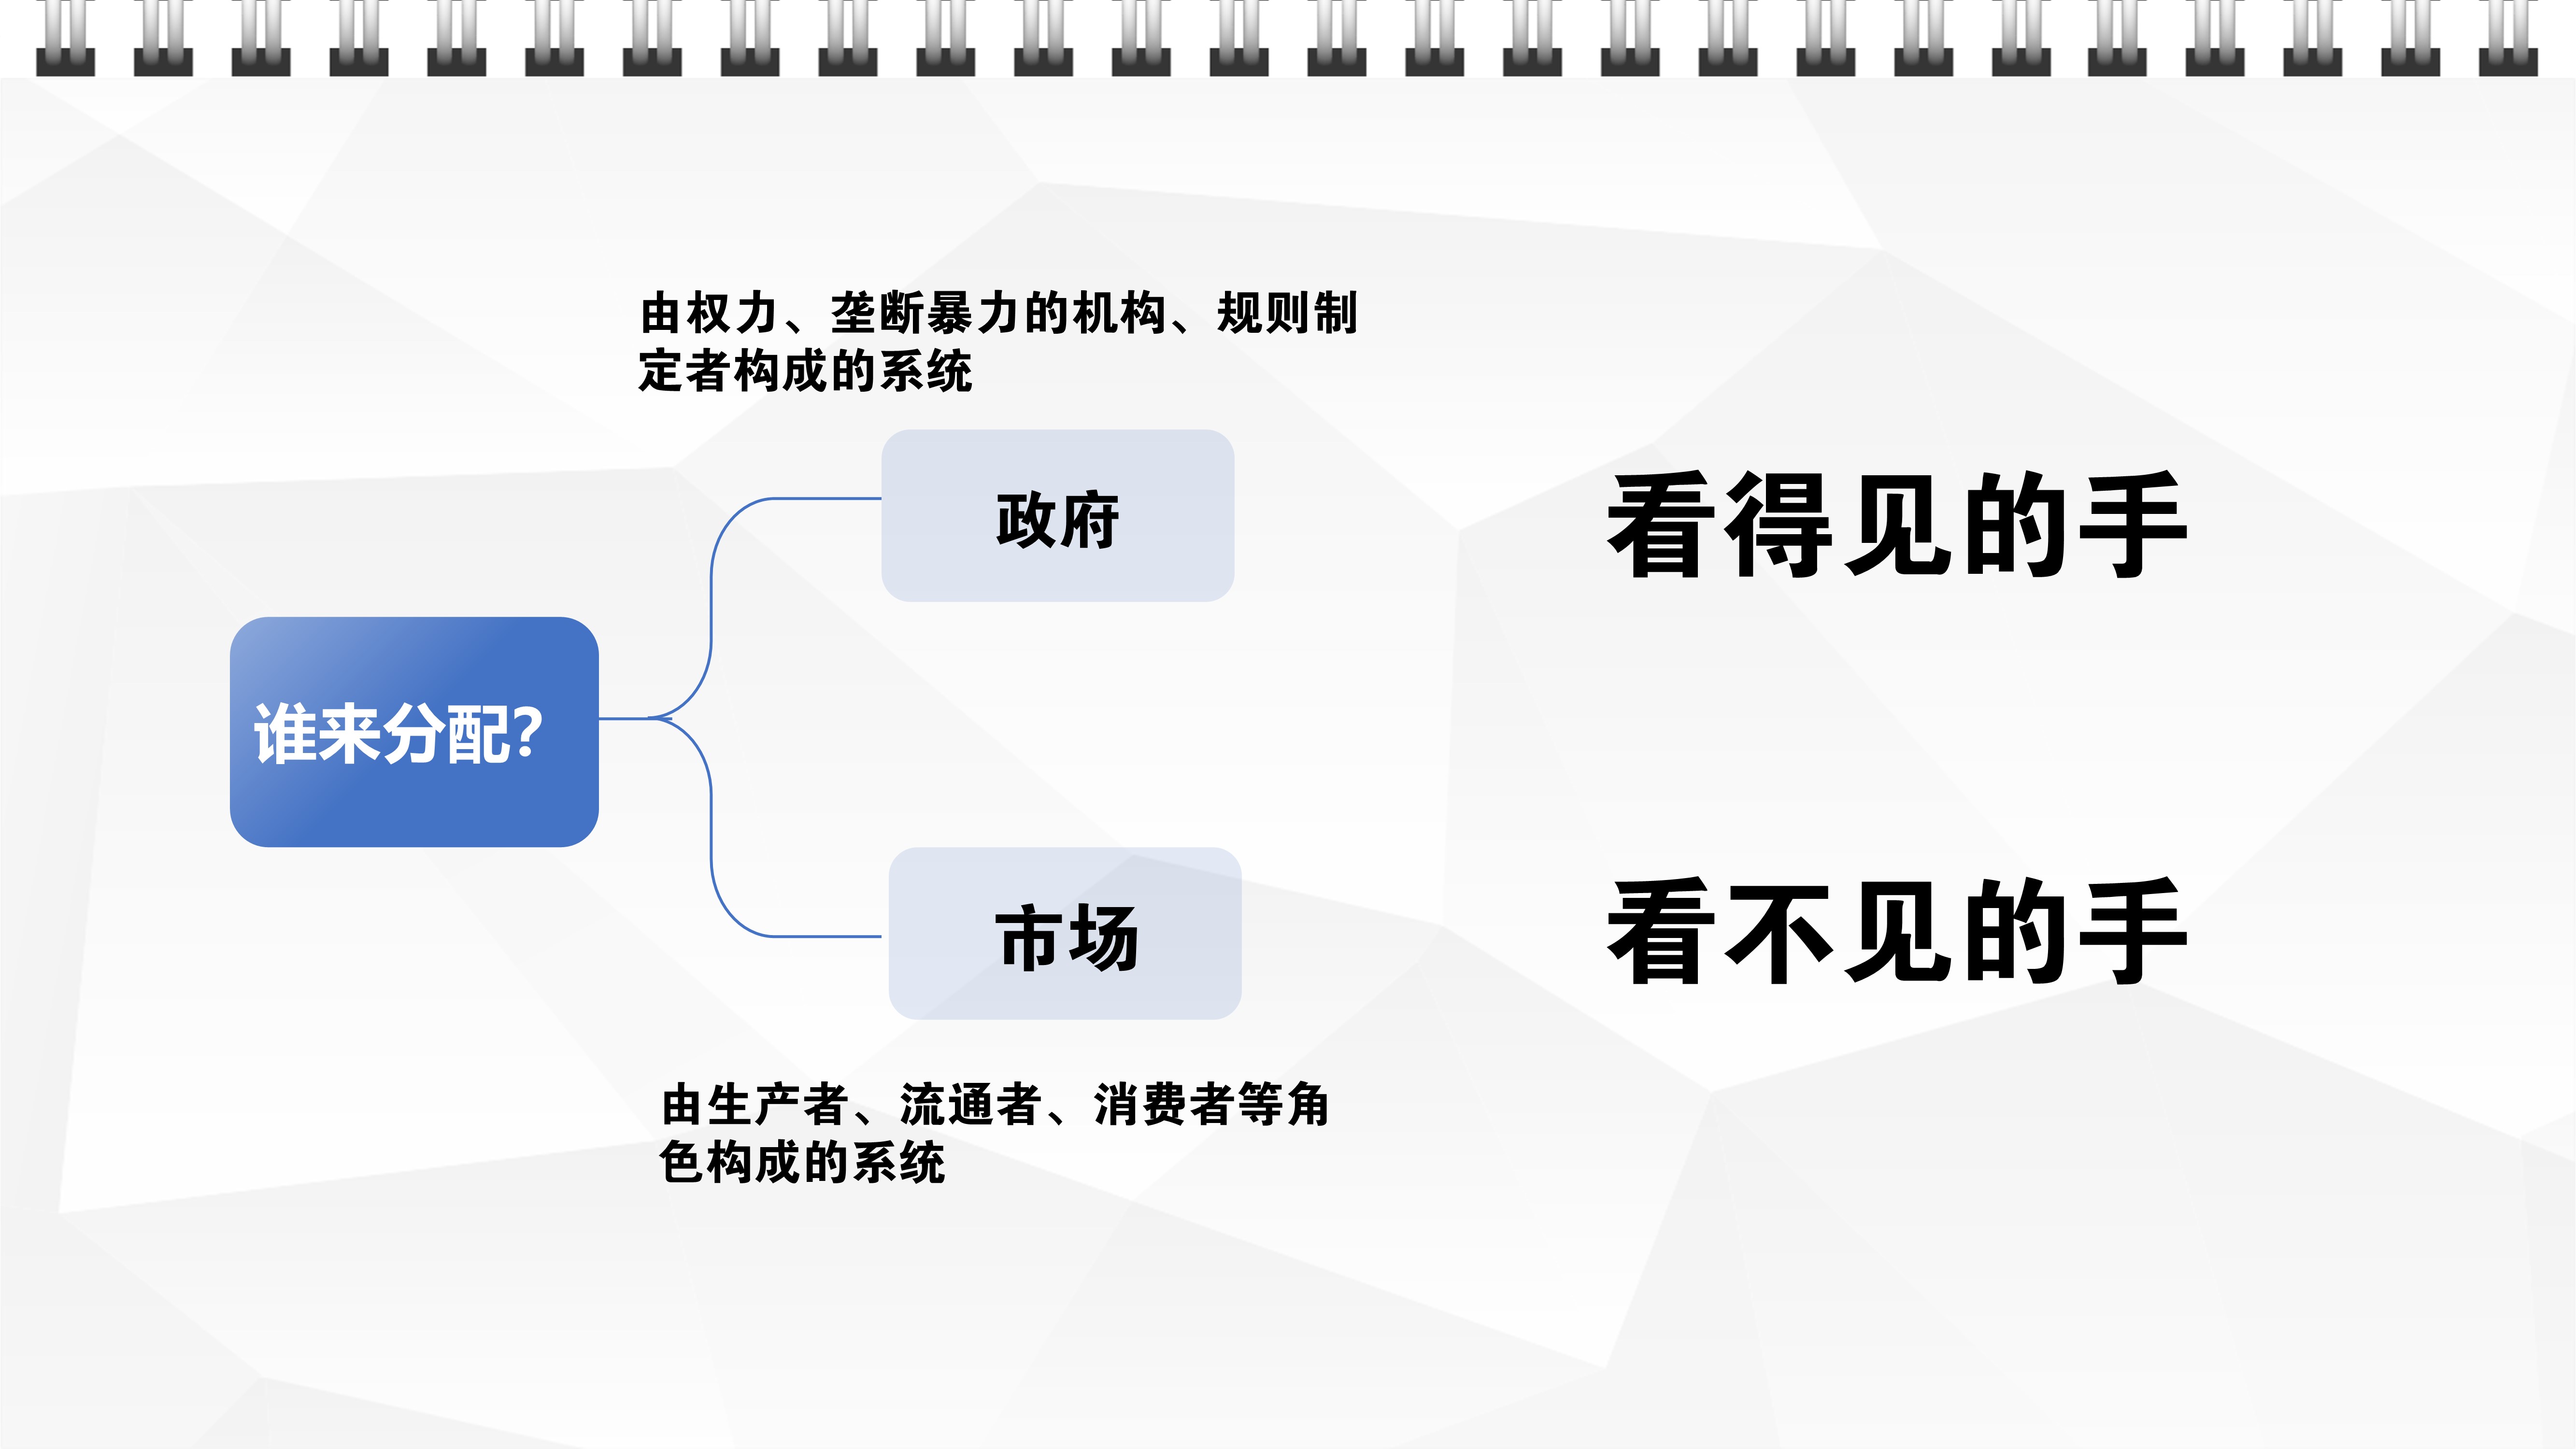 由权力、垄断暴力的机构、规则制
定者构成的系统
政府
看得见的手
谁来分配?
市场
看不见的手
由生产者、流通者、消费者等角
色构成的系统